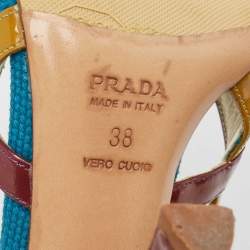 PRADA
MADE IN ITALY
38
VERO CUOIO